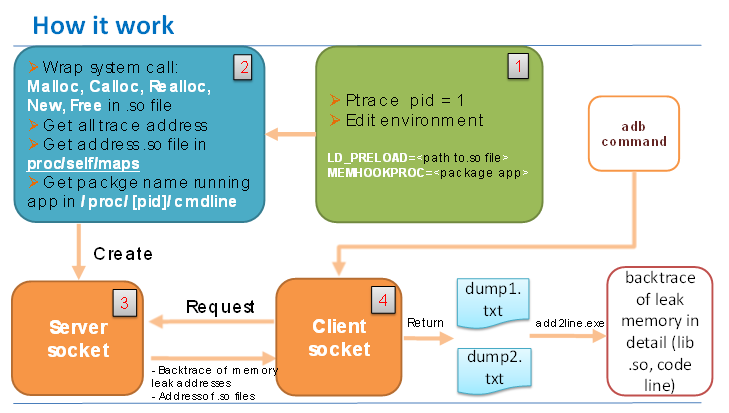 How it work
➢ Wrap system call:
Malloc, Calloc, Realloc,
New, Free in .so file
➢ Get all trace address
➢ Get address .so file in
proc/self/maps
➢ Get packge name running
app in / proc/ [pid]/ cmdline
2
1
➢ Ptrace pid = 1
➢ Edit environment
LD_PRELOAD=<path to.so file>
MEMHOOKPROC=<package app>
adb
command
Create
3
Server
socket
Request
- Backtrace of memory
leak addresses
- Address of .so files
4
Client
socket
Return
dump1.
txt
dump2.
txt
add2line.exe
backtrace
of leak
memory in
detail (lib
.so, code
line)